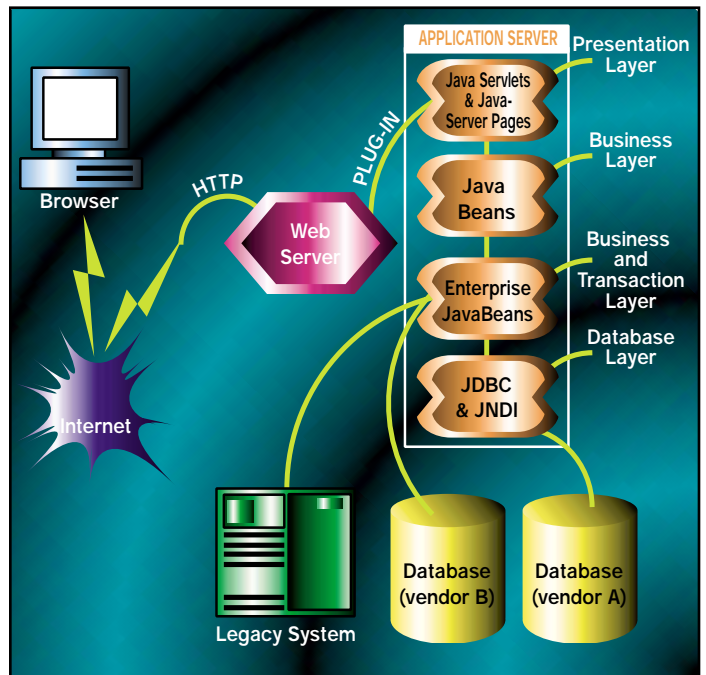 APPLICATION SERVER
Presentation
Layer
Java Servlets
& Java-
Server Pages
PLUG-IN
Business
Layer
Java
Beans
HTTP
Browser
Web
Server
Business
and
Transaction
Layer
Enterprise
JavaBeans
Database
Layer
JDBC
& JNDI
Internet
Database
(vendor B)
Database
(vendor A)
Legacy System